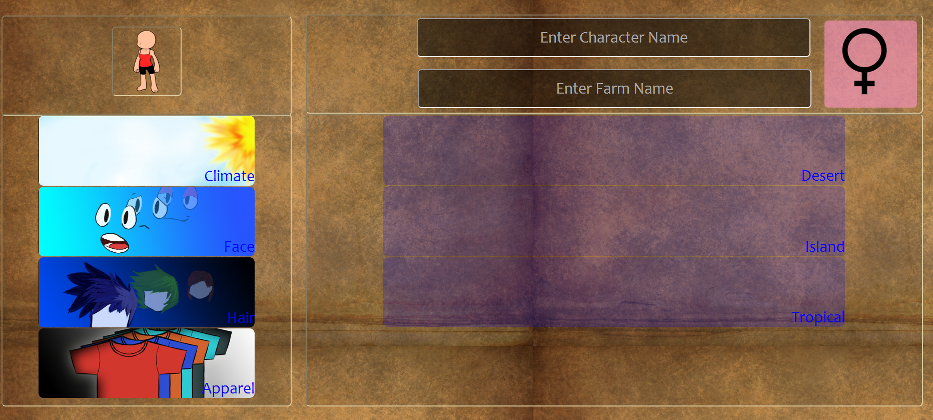 Enter Character Name
Enter Farm Name
Climate
Face
Hair
Apparel
Desert
Island
Tropical